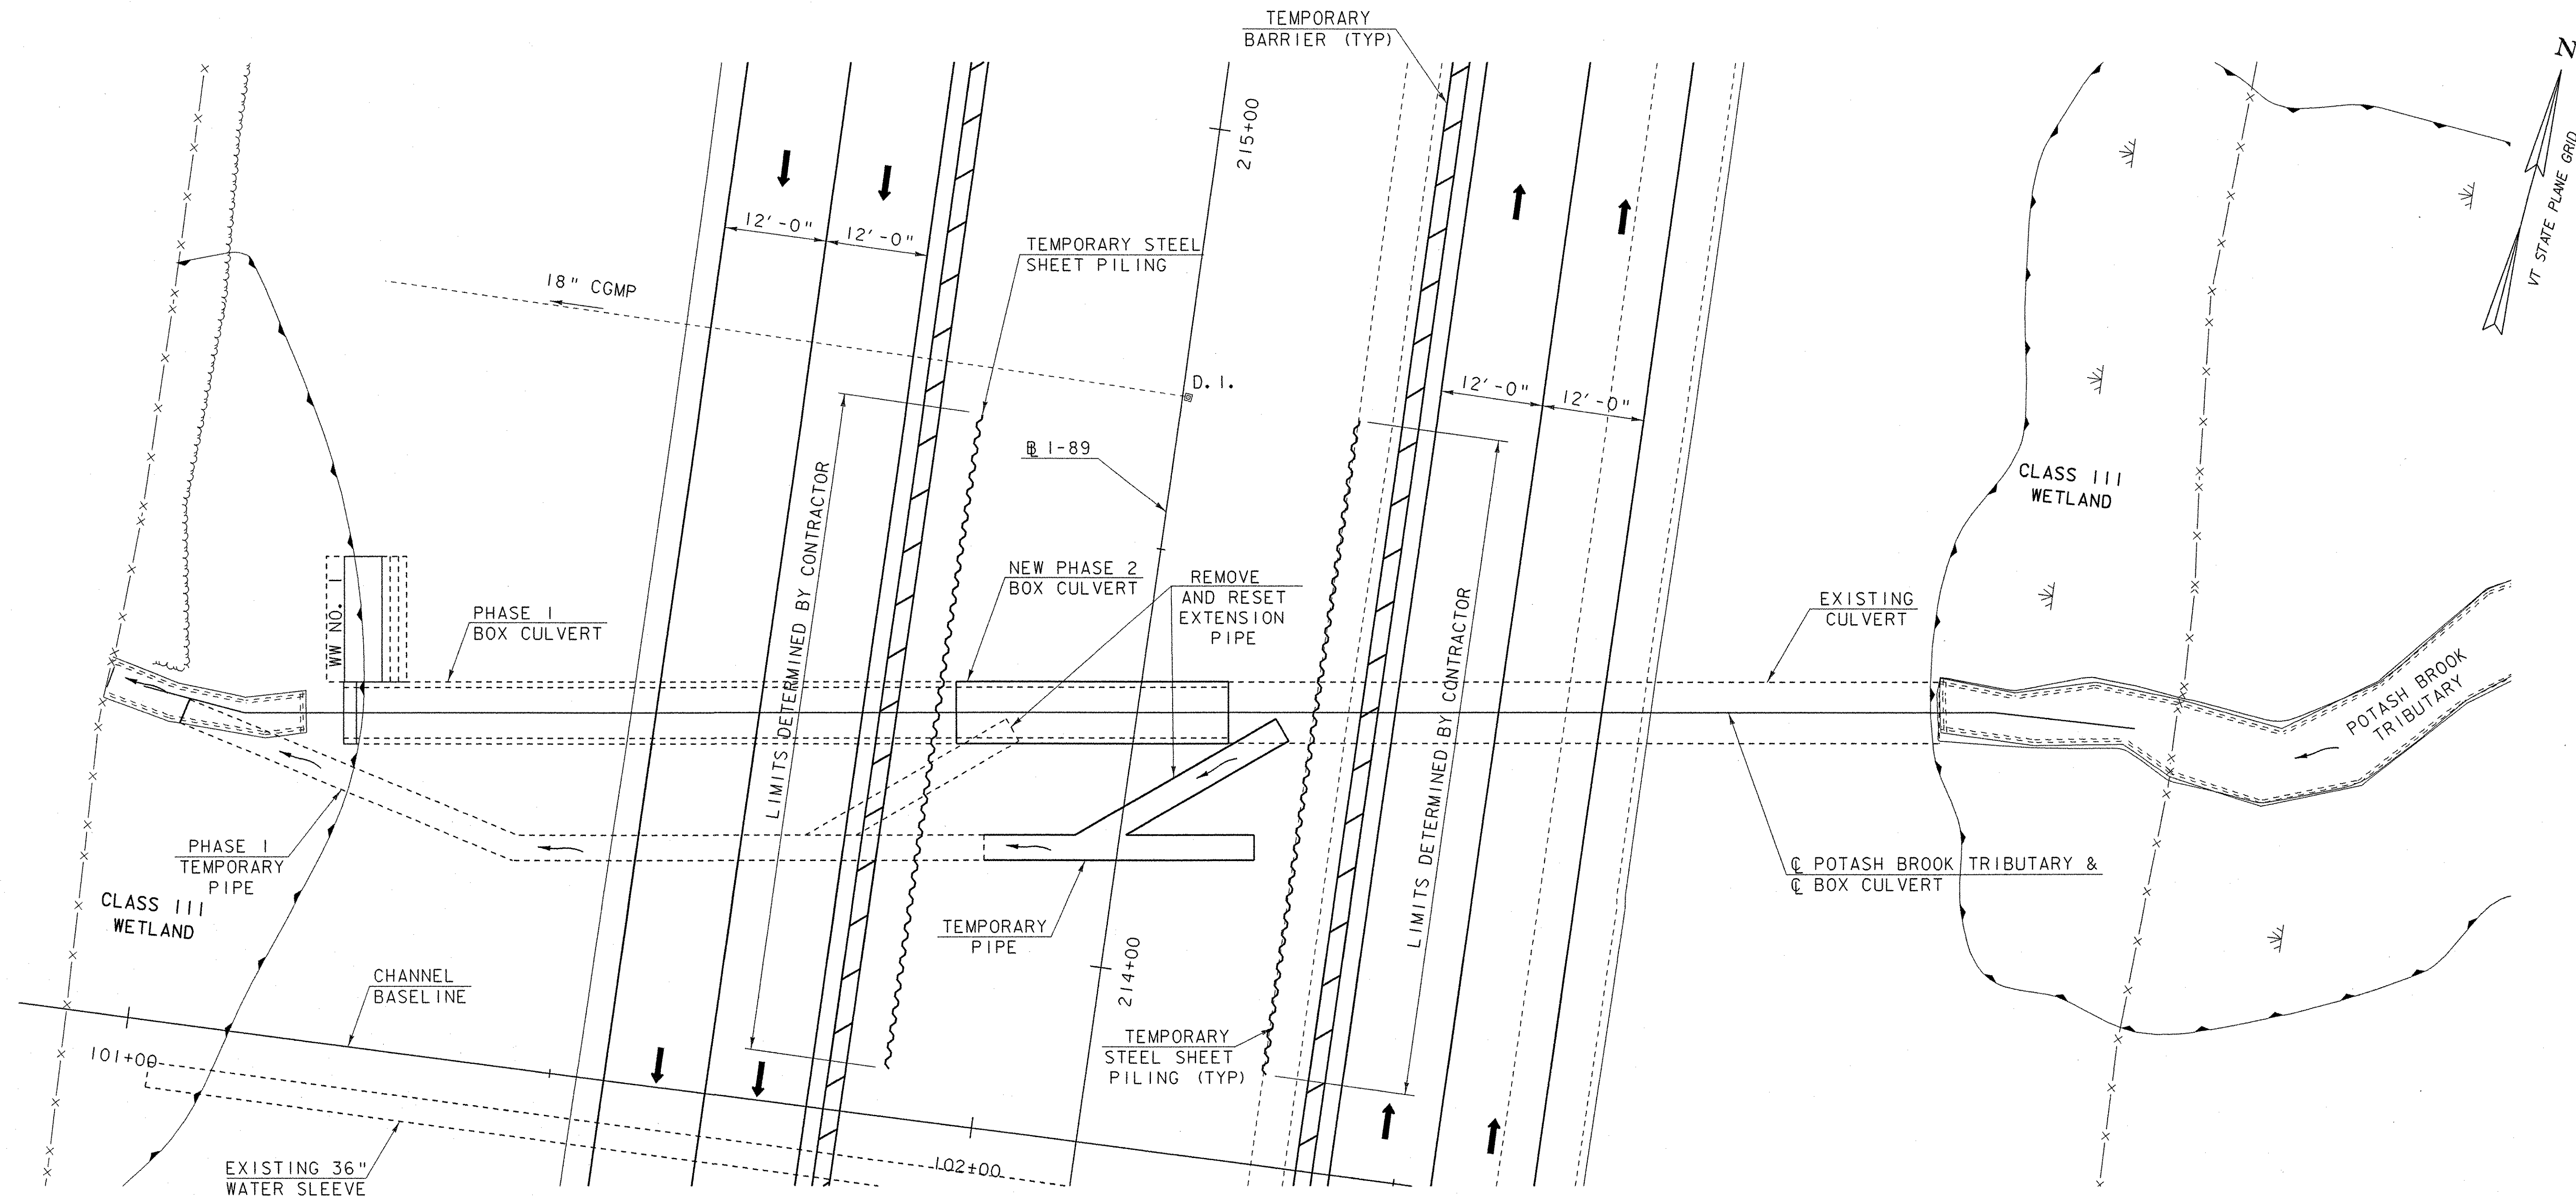 TEMPORARY
BARRIER (TYP)
N
VT STATE PLANE GRID
215+00
12'-0"
12'-0"
TEMPORARY STEEL
SHEET PILING
18" CGMP
D. I.
12'-0"
12'-0"
℄ I-89
LIMITS DETERMINED BY CONTRACTOR
LIMITS DETERMINED BY CONTRACTOR
CLASS III
WETLAND
NEW PHASE 2
BOX CULVERT
REMOVE
AND RESET
EXTENSION
PIPE
WW NO. 1
PHASE I
BOX CULVERT
EXISTING
CULVERT
POTASH BROOK
TRIBUTARY
PHASE I
TEMPORARY
PIPE
℄ POTASH BROOK TRIBUTARY &
℄ BOX CULVERT
CLASS III
WETLAND
TEMPORARY
PIPE
214+00
CHANNEL
BASELINE
TEMPORARY
STEEL SHEET
PILING (TYP)
101+00
102+00
EXISTING 36"
WATER SLEEVE